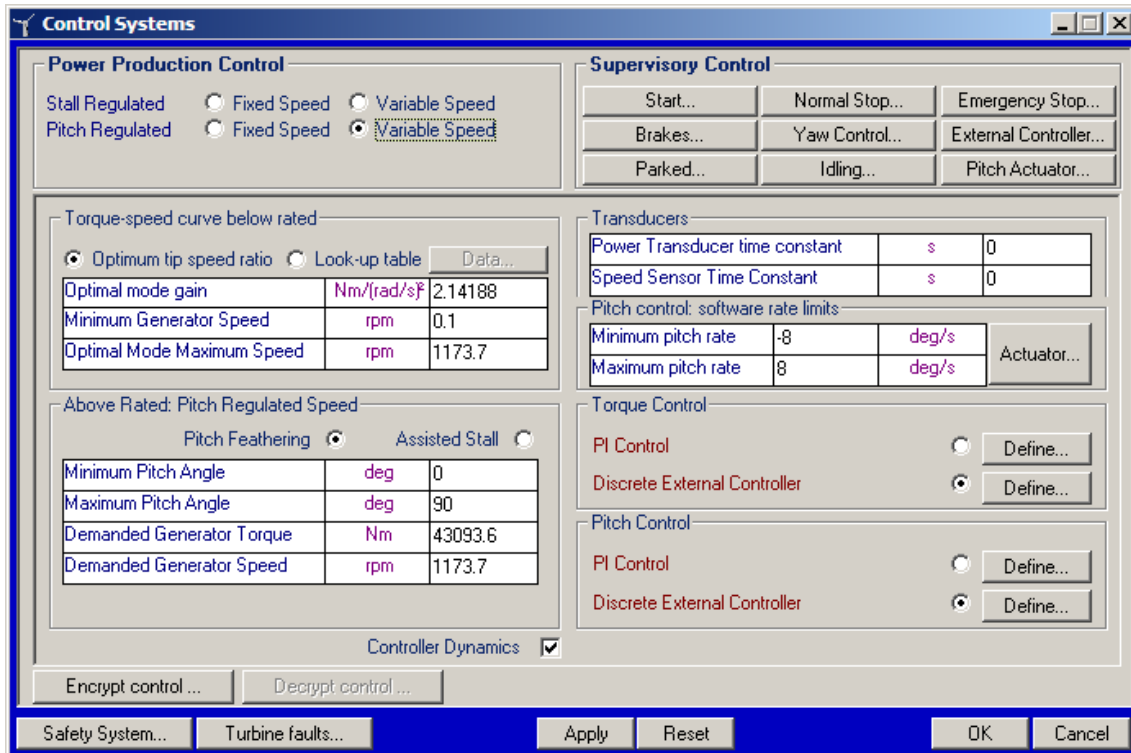 Control Systems
Power Production Control
Stall Regulated Fixed Speed Variable Speed
Pitch Regulated Fixed Speed Variable Speed
Supervisory Control
Start... Normal Stop... Emergency Stop...
Brakes... Yaw Control... External Controller...
Parked... Idling... Pitch Actuator...
Torque-speed curve below rated
Optimum tip speed ratio Look-up table Data...
Optimal mode gain Nm/(rad/s)² 2.14188
Minimum Generator Speed rpm 0.1
Optimal Mode Maximum Speed rpm 1173.7
Transducers
Power Transducer time constant s 0
Speed Sensor Time Constant s 0
Pitch control: software rate limits
Minimum pitch rate -8 deg/s
Maximum pitch rate 8 deg/s
Actuator...
Above Rated: Pitch Regulated Speed
Pitch Feathering Assisted Stall
Minimum Pitch Angle deg 0
Maximum Pitch Angle deg 90
Demanded Generator Torque Nm 43093.6
Demanded Generator Speed rpm 1173.7
Torque Control
PI Control Define...
Discrete External Controller Define...
Pitch Control
PI Control Define...
Discrete External Controller Define...
Controller Dynamics
Encrypt control ... Decrypt control ...
Safety System... Turbine faults... Apply Reset OK Cancel